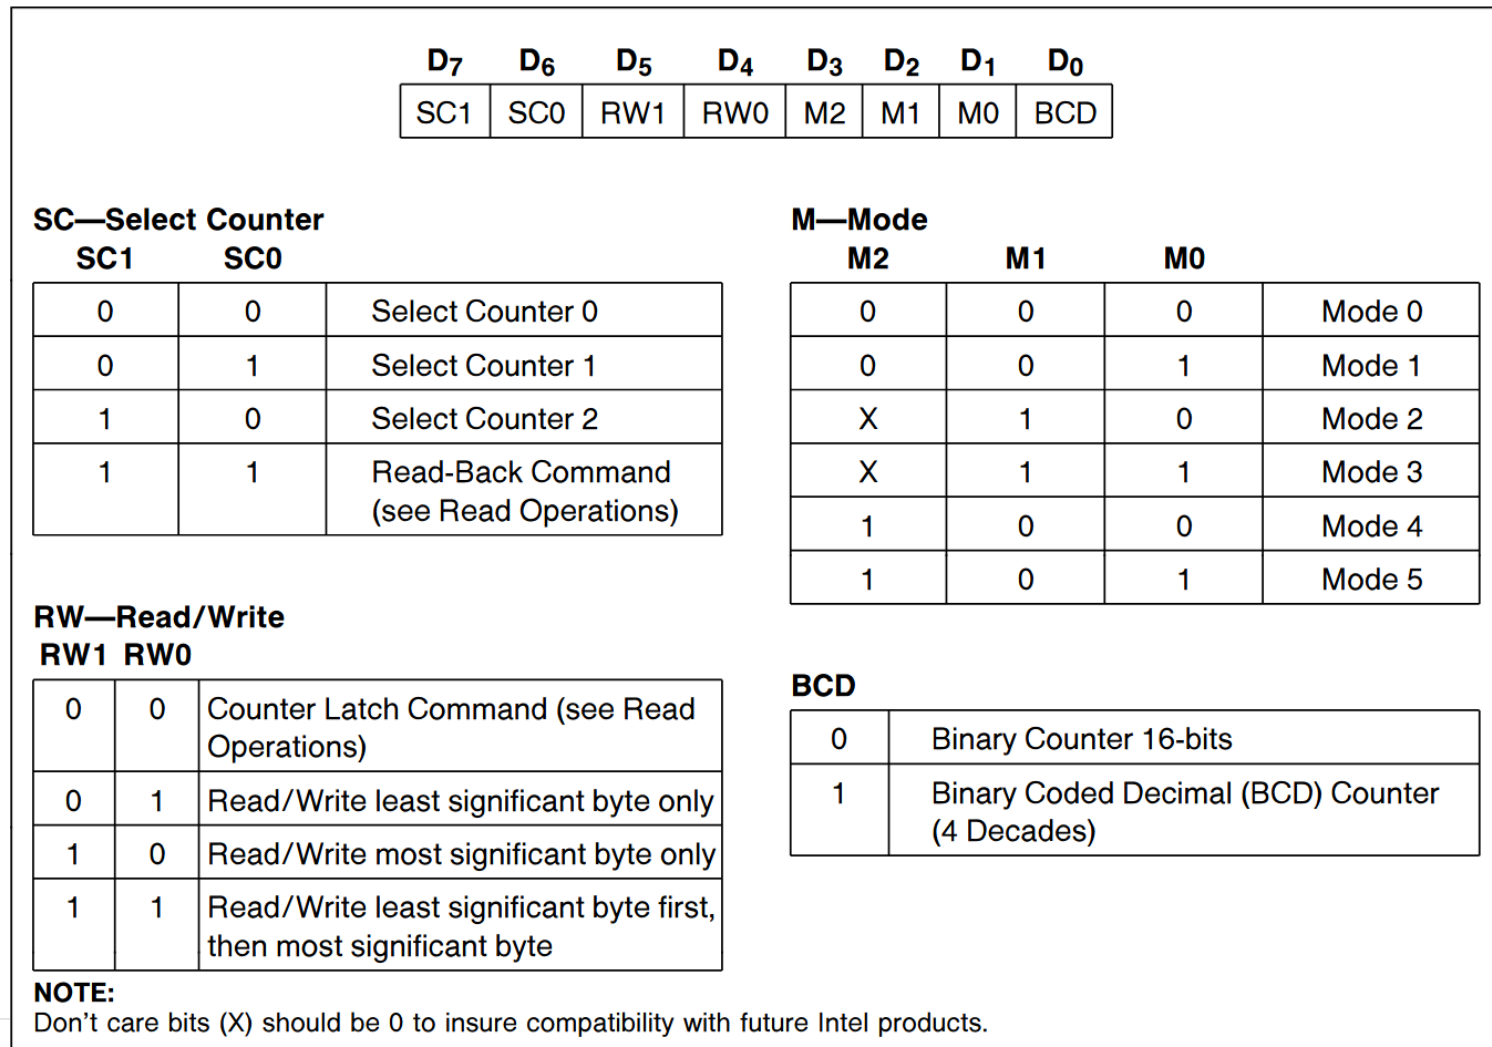 D7 D6 D5 D4 D3 D2 D1 D0
SC1 SC0 RW1 RW0 M2 M1 M0 BCD
SC—Select Counter
SC1 SC0
0 0 Select Counter 0
0 1 Select Counter 1
1 0 Select Counter 2
1 1 Read-Back Command
(see Read Operations)
RW—Read/Write
RW1 RW0
0 0 Counter Latch Command (see Read
Operations)
0 1 Read/Write least significant byte only
1 0 Read/Write most significant byte only
1 1 Read/Write least significant byte first,
then most significant byte
M—Mode
M2 M1 M0
0 0 0 Mode 0
0 0 1 Mode 1
X 1 0 Mode 2
X 1 1 Mode 3
1 0 0 Mode 4
1 0 1 Mode 5
BCD
0 Binary Counter 16-bits
1 Binary Coded Decimal (BCD) Counter
(4 Decades)
NOTE:
Don't care bits (X) should be 0 to insure compatibility with future Intel products.